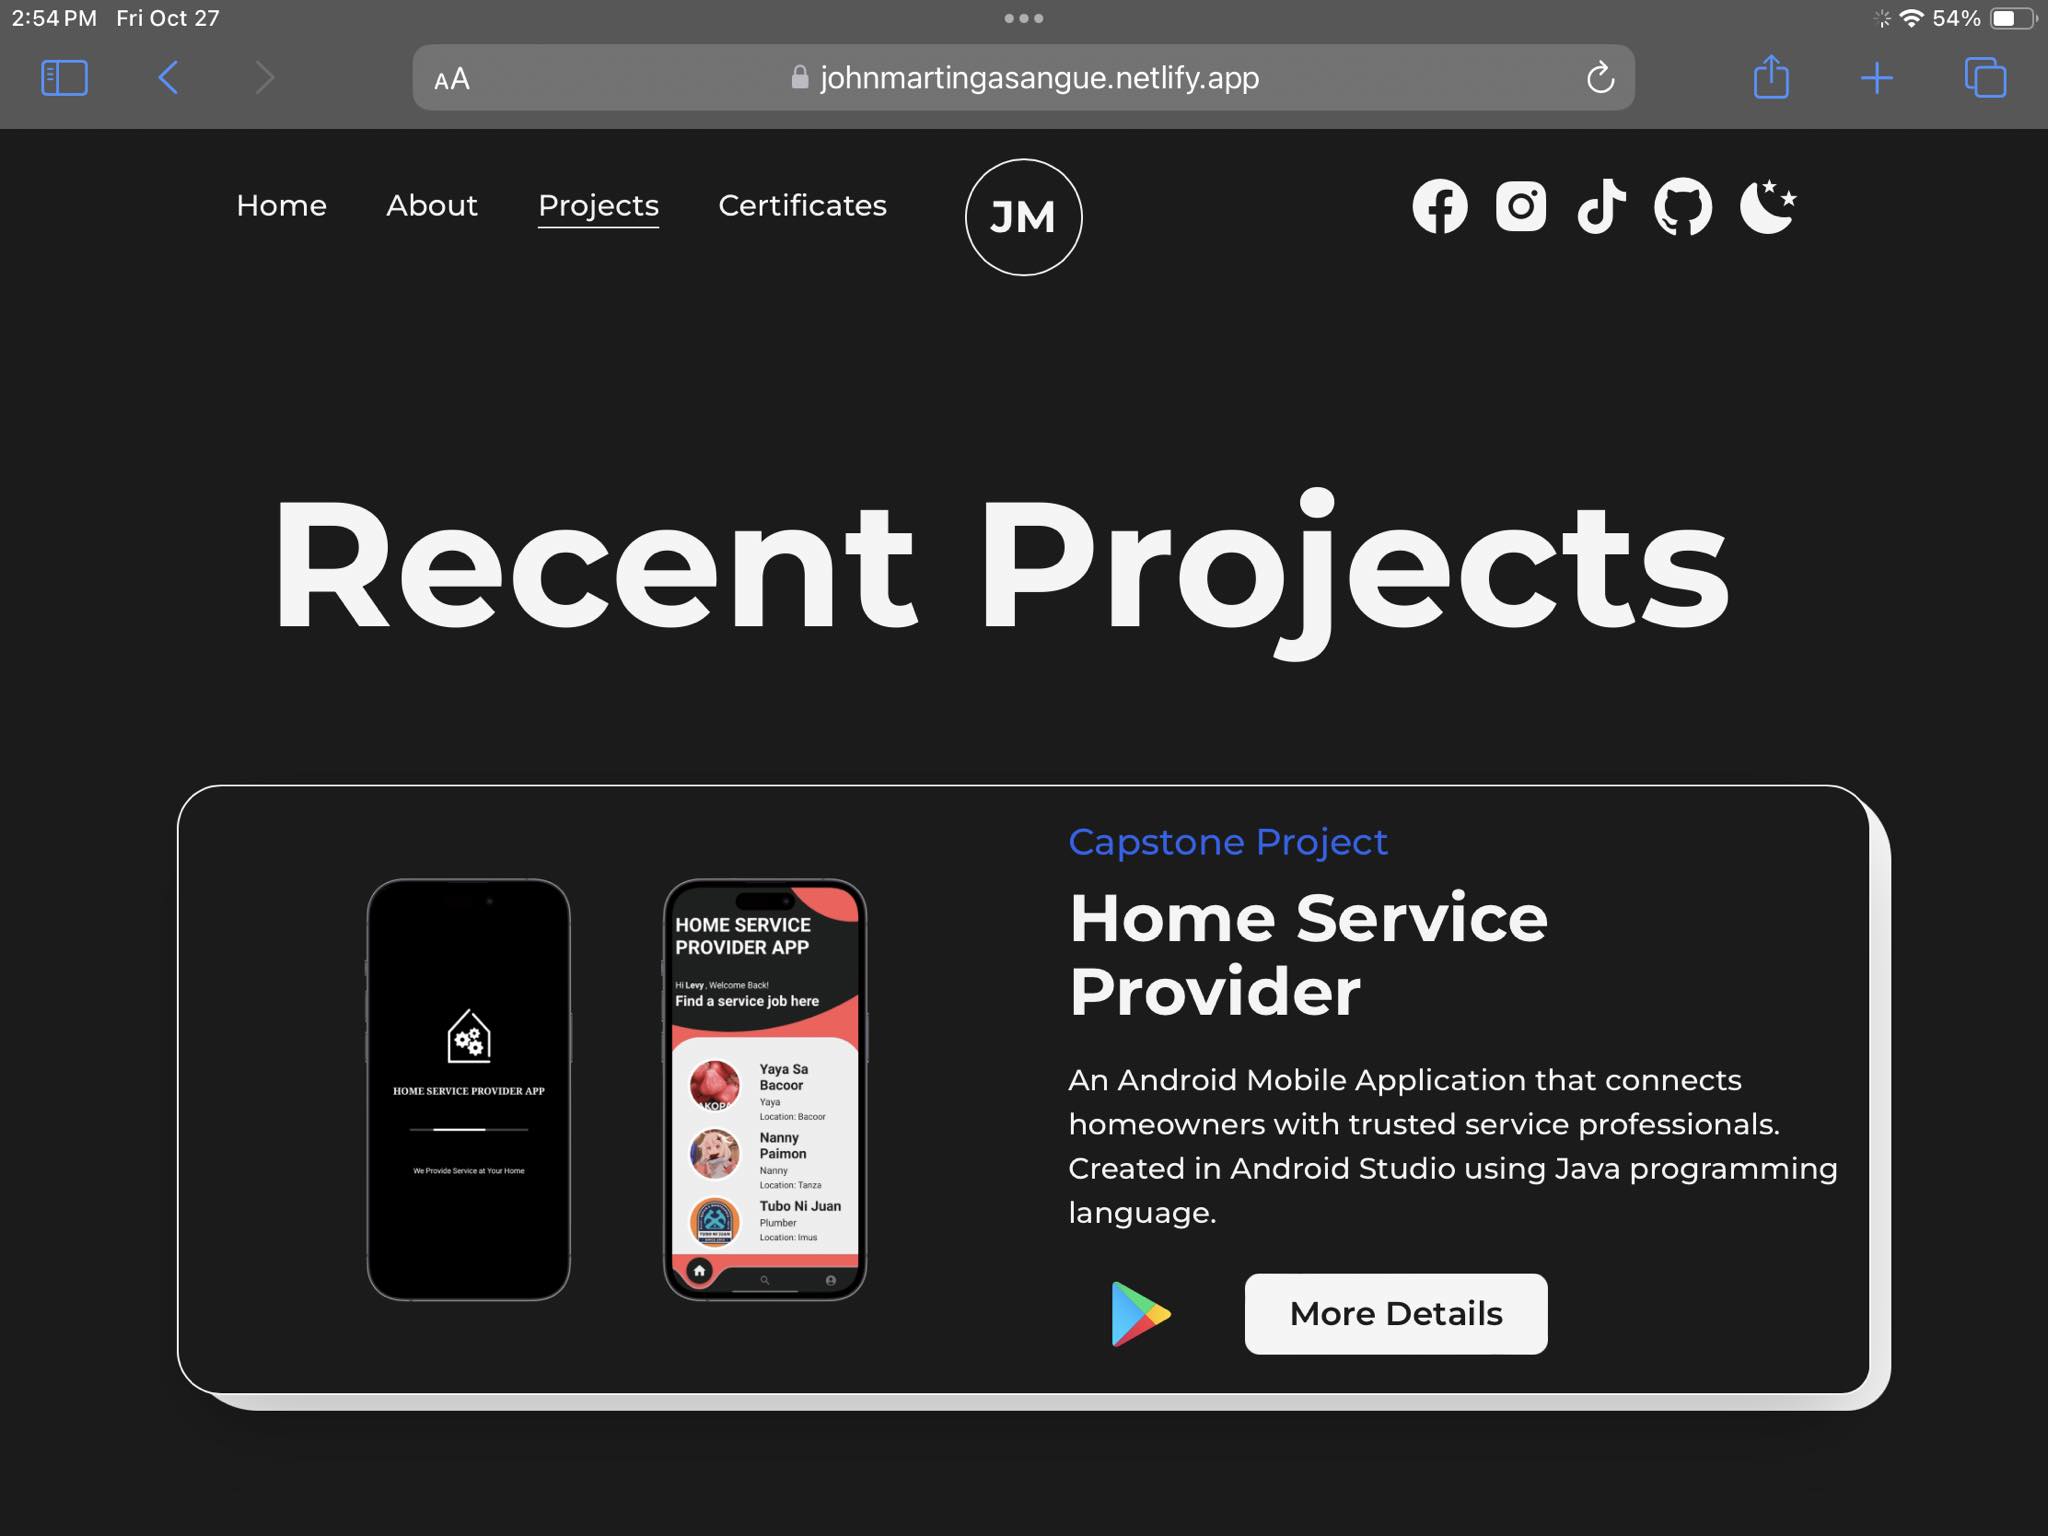 2:54 PM Fri Oct 27
54%
AA
johnmartingasangue.netlify.app
Home
About
Projects
Certificates
JM
Recent Projects
HOME SERVICE PROVIDER APP
We Provide Service at Your Home
HOME SERVICE
PROVIDER APP
Hi Levy, Welcome Back!
Find a service job here
Yaya Sa
Bacoor
Yaya
Location: Bacoor
Nanny
Paimon
Nanny
Location: Tanza
Tubo Ni Juan
Plumber
Location: Imus
TUBO NI JUAN
Capstone Project
Home Service
Provider
An Android Mobile Application that connects
homeowners with trusted service professionals.
Created in Android Studio using Java programming
language.
More Details